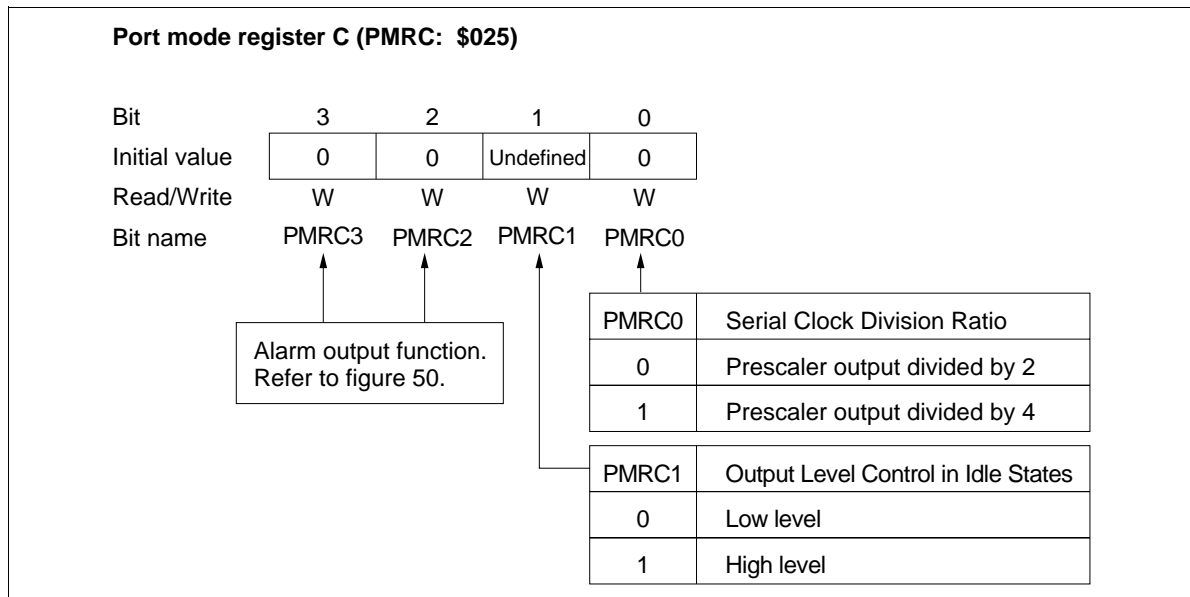 Port mode register C (PMRC: $025)
Bit 3 2 1 0
Initial value 0 0 Undefined 0
Read/Write W W W W
Bit name PMRC3 PMRC2 PMRC1 PMRC0
Alarm output function.
Refer to figure 50.
PMRC0 Serial Clock Division Ratio
0 Prescaler output divided by 2
1 Prescaler output divided by 4
PMRC1 Output Level Control in Idle States
0 Low level
1 High level